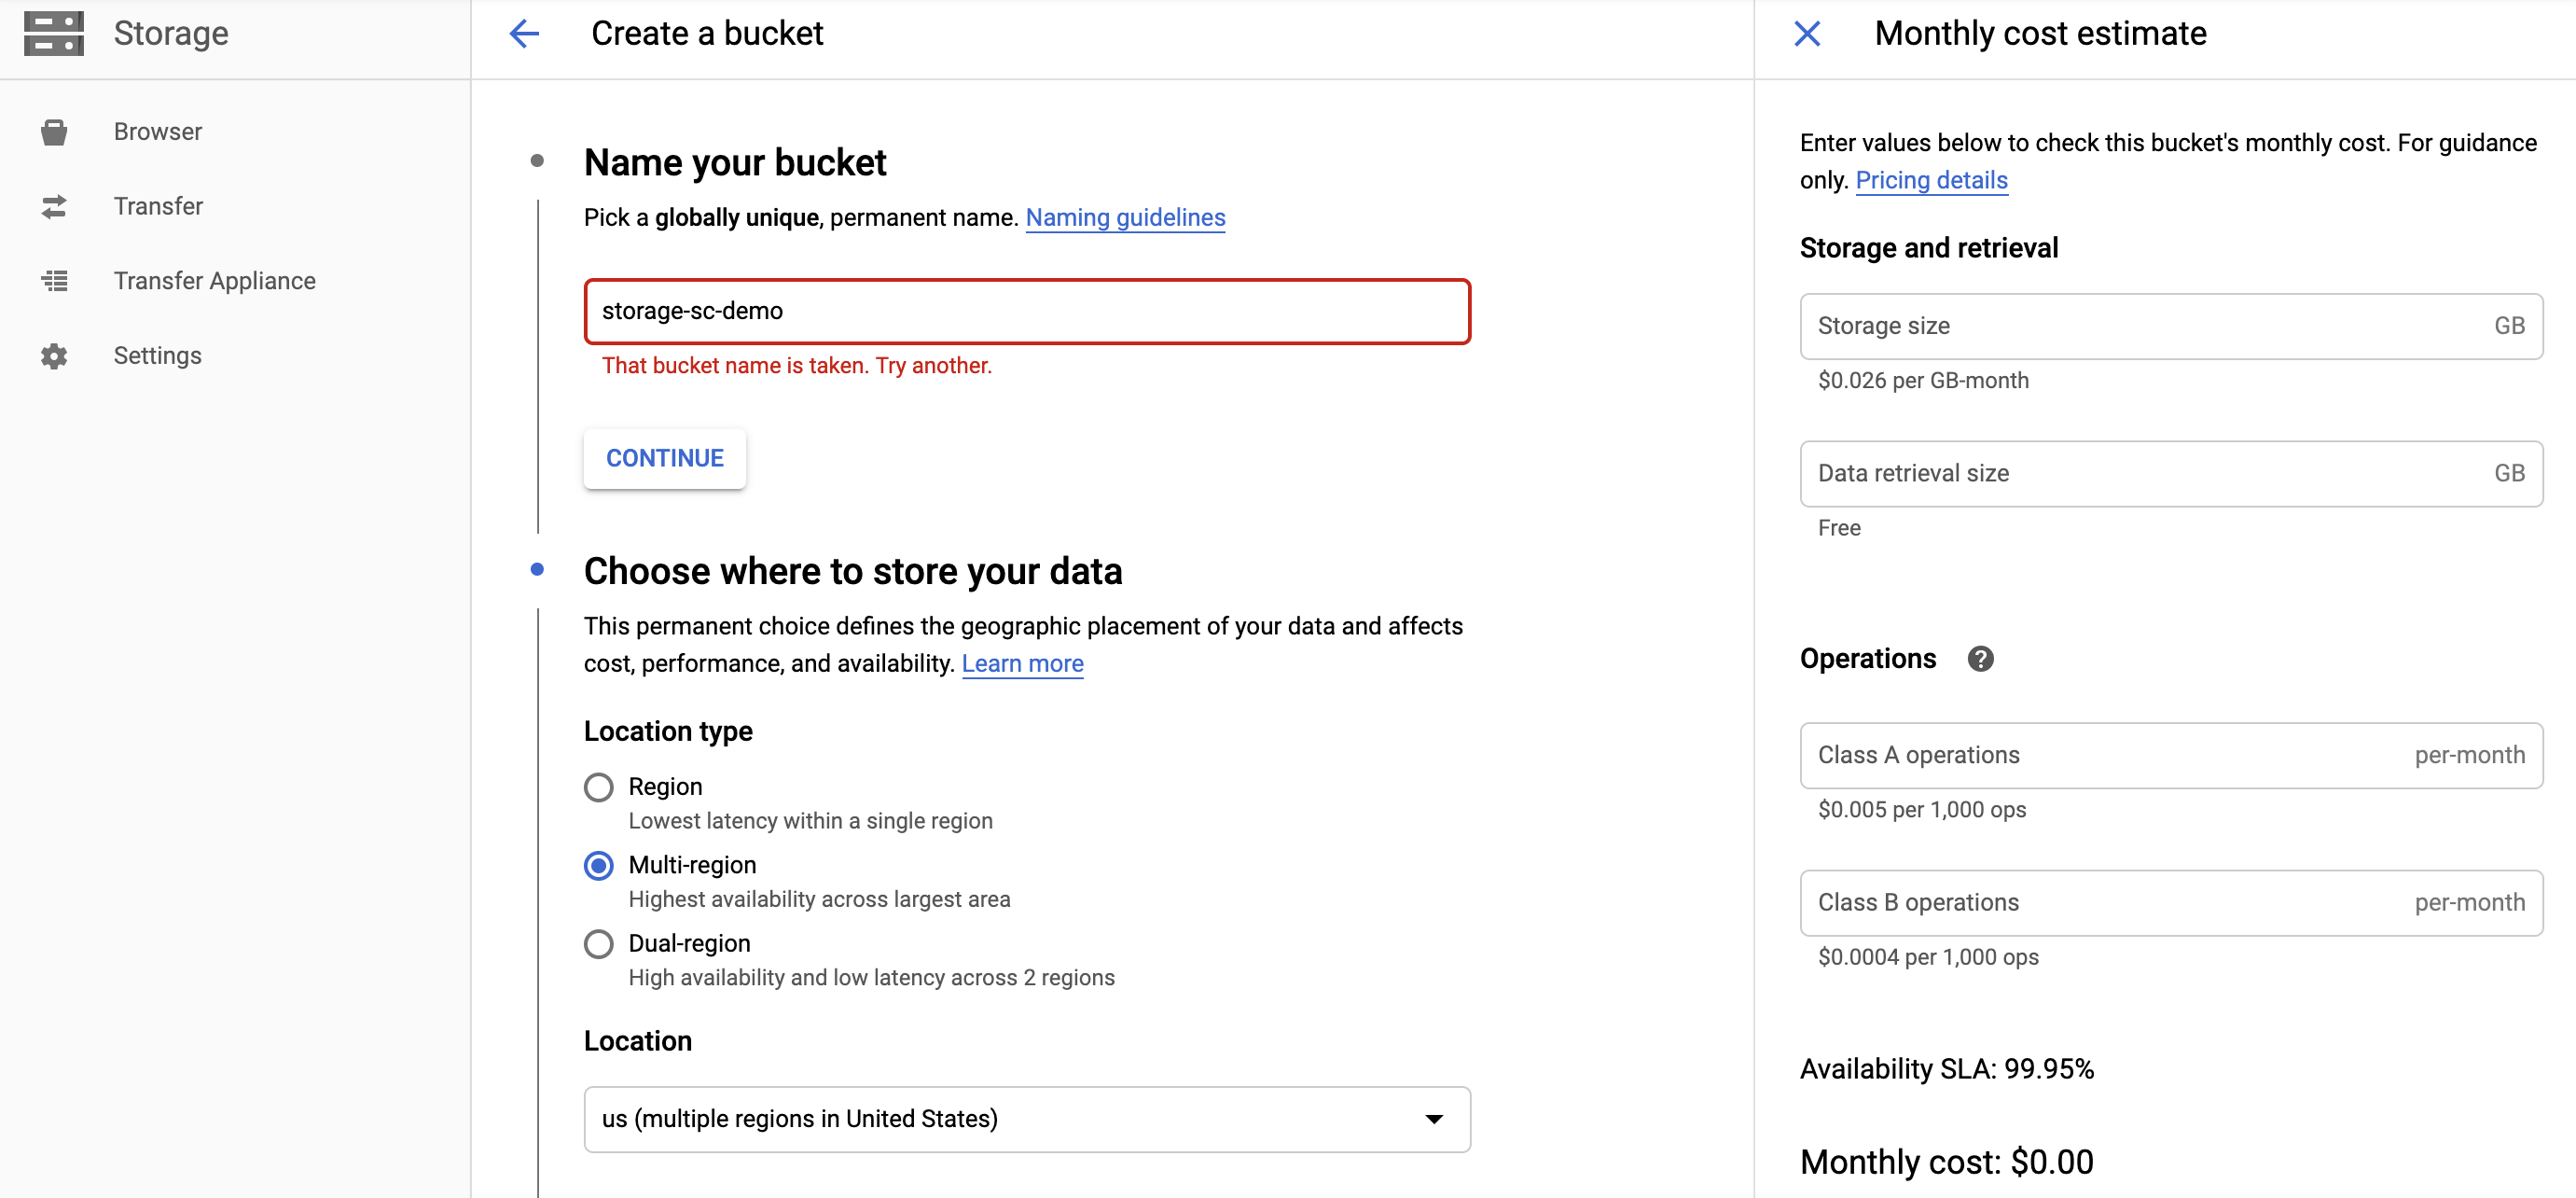 Storage
Browser
Transfer
Transfer Appliance
Settings
Create a bucket
Name your bucket
Pick a globally unique, permanent name. Naming guidelines
storage-sc-demo
That bucket name is taken. Try another.
CONTINUE
Choose where to store your data
This permanent choice defines the geographic placement of your data and affects
cost, performance, and availability. Learn more
Location type
Region
Lowest latency within a single region
Multi-region
Highest availability across largest area
Dual-region
High availability and low latency across 2 regions
Location
us (multiple regions in United States)
Monthly cost estimate
Enter values below to check this bucket's monthly cost. For guidance
only. Pricing details
Storage and retrieval
Storage size GB
$0.026 per GB-month
Data retrieval size GB
Free
Operations ?
Class A operations per-month
$0.005 per 1,000 ops
Class B operations per-month
$0.0004 per 1,000 ops
Availability SLA: 99.95%
Monthly cost: $0.00